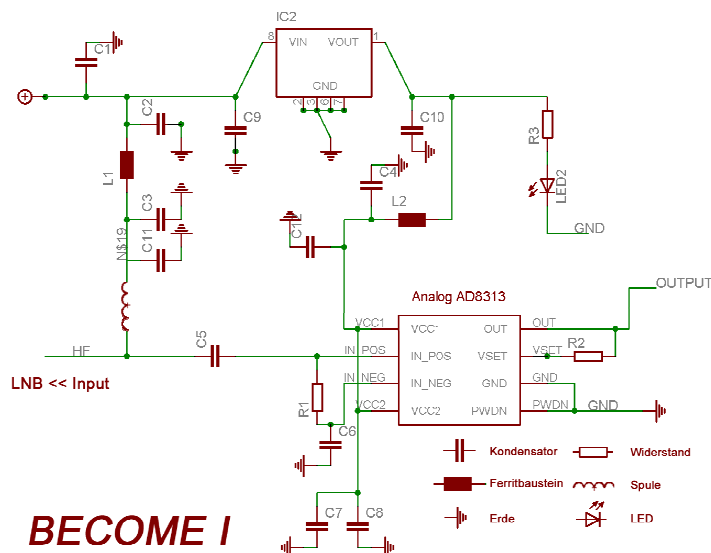 IC2
C1
8
VIN
VOUT
1
GND
2
3
6
7
C2
C9
C10
R3
L1
C4
LED2
C3
L2
GND
N$19
C11
C12
OUTPUT
Analog AD8313
VCC1
VCC1
OUT
OUT
HF
C5
IN_POS
IN_POS
VSET
VSET
R2
LNB << Input
IN_NEG
IN_NEG
GND
GND
R1
VCC2
VCC2
PWDN
PWDN
GND
C6
Kondensator
Widerstand
Ferritbaustein
Spule
C7
C8
Erde
LED
BECOME I